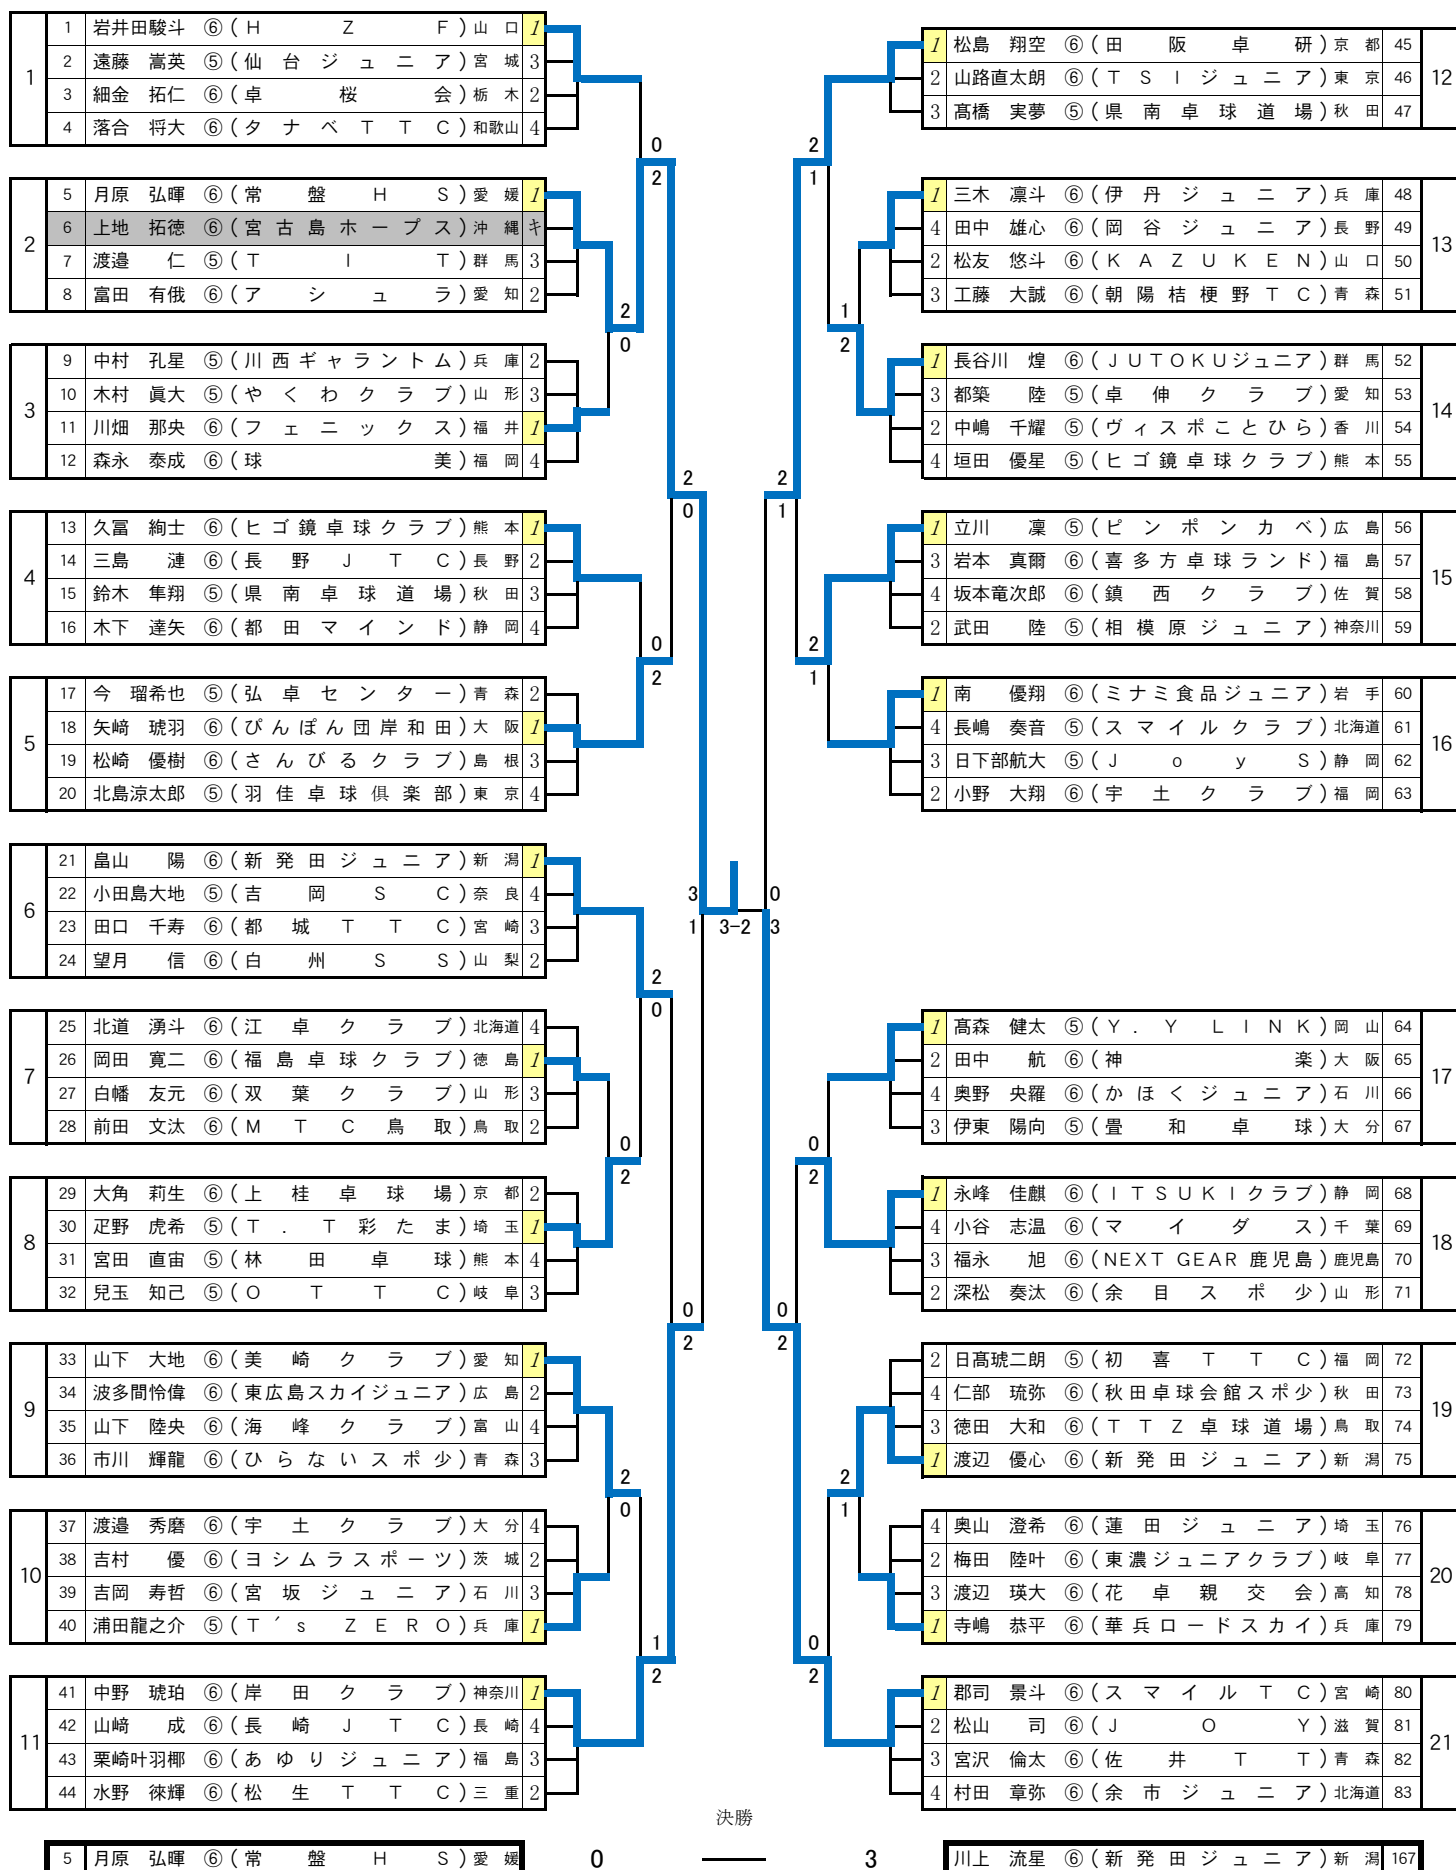 1
1 岩井田駿斗 ⑥ ( H Z F ) 山口 1
2 遠藤 嵩英 ⑤ ( 仙台ジュニア ) 宮城 3
3 細金 拓仁 ⑥ ( 卓桜会 ) 栃木 2
4 落合 将大 ⑥ ( タナベTTC ) 和歌山 4
2
5 月原 弘暉 ⑥ ( 常盤HS ) 愛媛 1
6 上地 拓徳 ⑥ ( 宮古島ホープス ) 沖縄 キ
7 渡邉 仁 ⑤ ( TIT ) 群馬 3
8 富田 有俄 ⑥ ( アシュラ ) 愛知 2
3
9 中村 孔星 ⑤ ( 川西ギャラントム ) 兵庫 2
10 木村 眞大 ⑤ ( やくわクラブ ) 山形 3
11 川畑 那央 ⑥ ( フェニックス ) 福井 1
12 森永 泰成 ⑥ ( 球美 ) 福岡 4
4
13 久冨 絢士 ⑥ ( ヒゴ鏡卓球クラブ ) 熊本 1
14 三島 漣 ⑥ ( 長野JTC ) 長野 2
15 鈴木 隼翔 ⑤ ( 県南卓球道場 ) 秋田 3
16 木下 達矢 ⑥ ( 都田マインド ) 静岡 4
5
17 今 瑠希也 ⑤ ( 弘卓センター ) 青森 2
18 矢﨑 琥羽 ⑥ ( ぴんぽん団岸和田 ) 大阪 1
19 松崎 優樹 ⑥ ( さんびるクラブ ) 島根 3
20 北島涼太郎 ⑤ ( 羽佳卓球倶楽部 ) 東京 4
6
21 畠山 陽 ⑥ ( 新発田ジュニア ) 新潟 1
22 小田島大地 ⑤ ( 吉岡SC ) 奈良 4
23 田口 千寿 ⑥ ( 都城TTC ) 宮崎 3
24 望月 信 ⑥ ( 白州SS ) 山梨 2
7
25 北道 湧斗 ⑥ ( 江卓クラブ ) 北海道 4
26 岡田 寛二 ⑥ ( 福島卓球クラブ ) 徳島 1
27 白幡 友元 ⑥ ( 双葉クラブ ) 山形 3
28 前田 文汰 ⑥ ( MTC鳥取 ) 鳥取 2
8
29 大角 莉生 ⑥ ( 上桂卓球場 ) 京都 2
30 疋野 虎希 ⑤ ( T.T彩たま ) 埼玉 1
31 宮田 直宙 ⑤ ( 林田卓球 ) 熊本 4
32 兒玉 知己 ⑤ ( OTTC ) 岐阜 3
9
33 山下 大地 ⑥ ( 美崎クラブ ) 愛知 1
34 波多間怜偉 ⑥ ( 東広島スカイジュニア ) 広島 2
35 山下 陸央 ⑥ ( 海峰クラブ ) 富山 4
36 市川 輝龍 ⑥ ( ひらないスポ少 ) 青森 3
10
37 渡邉 秀磨 ⑥ ( 宇土クラブ ) 大分 4
38 吉村 優 ⑥ ( ヨシムラスポーツ ) 茨城 2
39 吉岡 寿哲 ⑥ ( 宮坂ジュニア ) 石川 3
40 浦田龍之介 ⑤ ( T´s ZERO ) 兵庫 1
11
41 中野 琥珀 ⑥ ( 岸田クラブ ) 神奈川 1
42 山﨑 成 ⑥ ( 長崎JTC ) 長崎 4
43 栗崎叶羽椰 ⑥ ( あゆりジュニア ) 福島 3
44 水野 徠輝 ⑥ ( 松生TTC ) 三重 2
0
2
2
0
2
0
0
2
3
1
2
0
0
2
0
2
2
0
1
2
3-2
2
1
1
2
2
1
2
1
0
3
0
2
0
2
2
1
0
2
1 松島 翔空 ⑥ ( 田阪卓研 ) 京都 45
2 山路直太朗 ⑥ ( TSIジュニア ) 東京 46
3 髙橋 実夢 ⑤ ( 県南卓球道場 ) 秋田 47
12
1 三木 凛斗 ⑥ ( 伊丹ジュニア ) 兵庫 48
4 田中 雄心 ⑥ ( 岡谷ジュニア ) 長野 49
2 松友 悠斗 ⑥ ( KAZUKEN ) 山口 50
3 工藤 大誠 ⑥ ( 朝陽桔梗野TC ) 青森 51
13
1 長谷川 煌 ⑥ ( JUTOKUジュニア ) 群馬 52
3 都築 陸 ⑤ ( 卓伸クラブ ) 愛知 53
2 中嶋 千耀 ⑤ ( ヴィスポことひら ) 香川 54
4 垣田 優星 ⑤ ( ヒゴ鏡卓球クラブ ) 熊本 55
14
1 立川 凜 ⑤ ( ピンポンカベ ) 広島 56
3 岩本 真爾 ⑥ ( 喜多方卓球ランド ) 福島 57
4 坂本竜次郎 ⑥ ( 鎮西クラブ ) 佐賀 58
2 武田 陸 ⑤ ( 相模原ジュニア ) 神奈川 59
15
1 南 優翔 ⑥ ( ミナミ食品ジュニア ) 岩手 60
4 長嶋 奏音 ⑤ ( スマイルクラブ ) 北海道 61
3 日下部航大 ⑤ ( JoyS ) 静岡 62
2 小野 大翔 ⑥ ( 宇土クラブ ) 福岡 63
16
1 髙森 健太 ⑤ ( Y.Y LINK ) 岡山 64
2 田中 航 ⑥ ( 神楽 ) 大阪 65
4 奥野 央羅 ⑥ ( かほくジュニア ) 石川 66
3 伊東 陽向 ⑤ ( 畳和卓球 ) 大分 67
17
1 永峰 佳麒 ⑥ ( ITSUKIクラブ ) 静岡 68
4 小谷 志温 ⑥ ( マイダス ) 千葉 69
3 福永 旭 ⑥ ( NEXT GEAR 鹿児島 ) 鹿児島 70
2 深松 奏汰 ⑥ ( 余目スポ少 ) 山形 71
18
2 日髙琥二朗 ⑤ ( 初喜TTC ) 福岡 72
4 仁部 琉弥 ⑥ ( 秋田卓球会館スポ少 ) 秋田 73
3 徳田 大和 ⑥ ( TTZ卓球道場 ) 鳥取 74
1 渡辺 優心 ⑥ ( 新発田ジュニア ) 新潟 75
19
4 奥山 澄希 ⑥ ( 蓮田ジュニア ) 埼玉 76
2 梅田 陸叶 ⑥ ( 東濃ジュニアクラブ ) 岐阜 77
3 渡辺 瑛大 ⑥ ( 花卓親交会 ) 高知 78
1 寺嶋 恭平 ⑥ ( 華兵ロードスカイ ) 兵庫 79
20
1 郡司 景斗 ⑥ ( スマイルTC ) 宮崎 80
2 松山 司 ⑥ ( JOY ) 滋賀 81
3 宮沢 倫太 ⑥ ( 佐井TT ) 青森 82
4 村田 章弥 ⑥ ( 余市ジュニア ) 北海道 83
21
決勝
5 月原 弘暉 ⑥ ( 常盤HS ) 愛媛 0 ― 3 川上 流星 ⑥ ( 新発田ジュニア ) 新潟 167